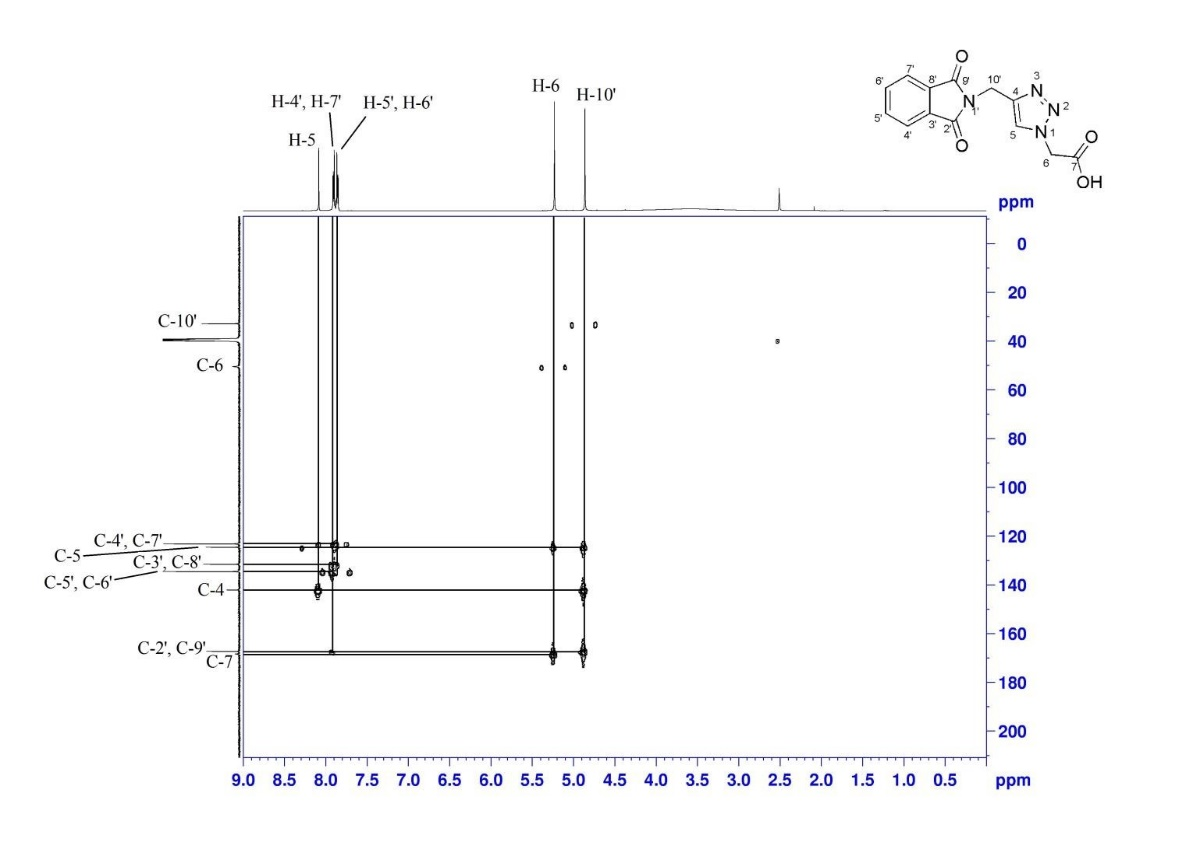 O
7'
8'
9'
10'
3
6'
N
4
N
N
2
1'
5'
3'
2'
5
N
1
4'
O
6
7
O
OH
H-4', H-7'
H-5', H-6'
H-6
H-10'
H-5
ppm
0
C-10'
20
40
C-6
60
80
100
C-4', C-7'
120
C-5
C-3', C-8'
C-5', C-6'
140
C-4
C-2', C-9'
160
C-7
180
200
9.0 8.5 8.0 7.5 7.0 6.5 6.0 5.5 5.0 4.5 4.0 3.5 3.0 2.5 2.0 1.5 1.0 0.5 ppm